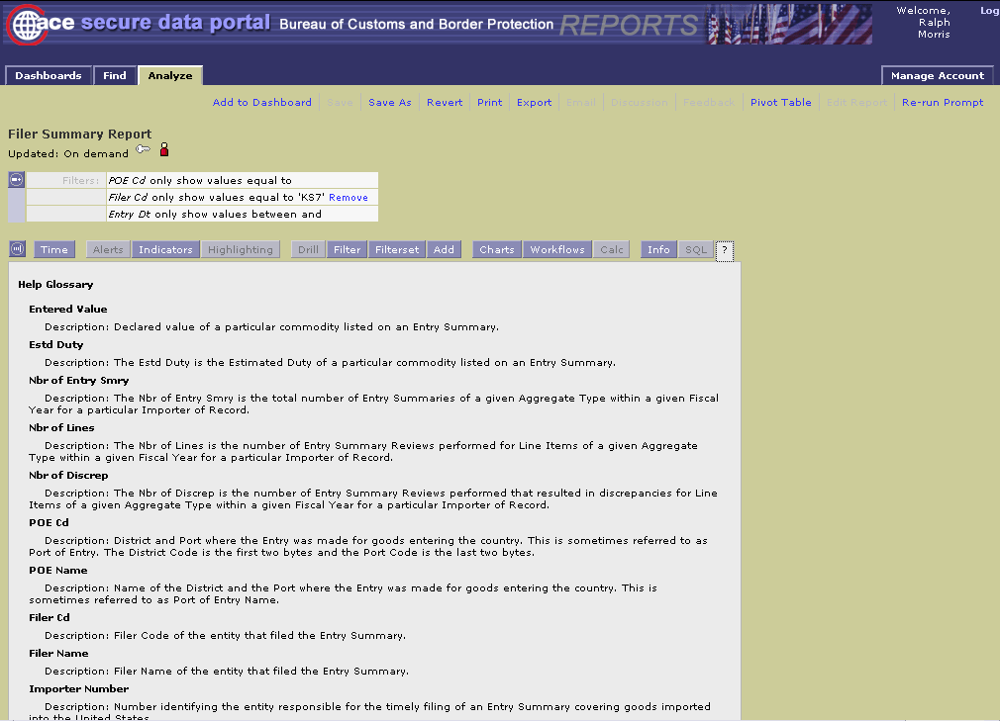 ace secure data portal Bureau of Customs and Border Protection REPORTS
Welcome, Log
Ralph
Morris
Dashboards Find Analyze Manage Account
Add to Dashboard Save Save As Revert Print Export Email Discussion Feedback Pivot Table Edit Report Re-run Prompt
Filer Summary Report
Updated: On demand
Filters: POE Cd only show values equal to
Filer Cd only show values equal to 'KS7' Remove
Entry Dt only show values between and
Time Alerts Indicators Highlighting Drill Filter Filterset Add Charts Workflows Calc Info SQL ?
Help Glossary
Entered Value
Description: Declared value of a particular commodity listed on an Entry Summary.
Estd Duty
Description: The Estd Duty is the Estimated Duty of a particular commodity listed on an Entry Summary.
Nbr of Entry Smry
Description: The Nbr of Entry Smry is the total number of Entry Summaries of a given Aggregate Type within a given Fiscal
Year for a particular Importer of Record.
Nbr of Lines
Description: The Nbr of Lines is the number of Entry Summary Reviews performed for Line Items of a given Aggregate
Type within a given Fiscal Year for a particular Importer of Record.
Nbr of Discrep
Description: The Nbr of Discrep is the number of Entry Summary Reviews performed that resulted in discrepancies for Line
Items of a given Aggregate Type within a given Fiscal Year for a particular Importer of Record.
POE Cd
Description: District and Port where the Entry was made for goods entering the country. This is sometimes referred to as
Port of Entry. The District Code is the first two bytes and the Port Code is the last two bytes.
POE Name
Description: Name of the District and the Port where the Entry was made for goods entering the country. This is
sometimes referred to as Port of Entry Name.
Filer Cd
Description: Filer Code of the entity that filed the Entry Summary.
Filer Name
Description: Filer Name of the entity that filed the Entry Summary.
Importer Number
Description: Number identifying the entity responsible for the timely filing of an Entry Summary covering goods imported
into the United States.